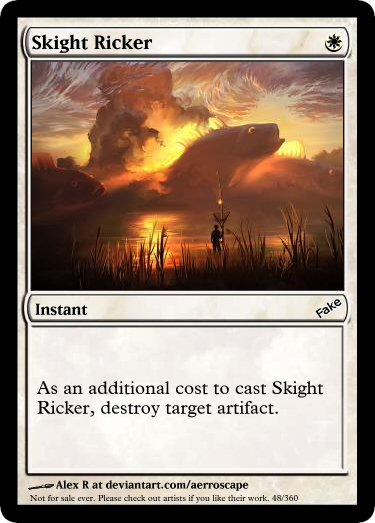 Skight Ricker
Instant
Fake
As an additional cost to cast Skight
Ricker, destroy target artifact.
Alex R at deviantart.com/aerroscape
Not for sale ever. Please check out artists if you like their work. 48/360